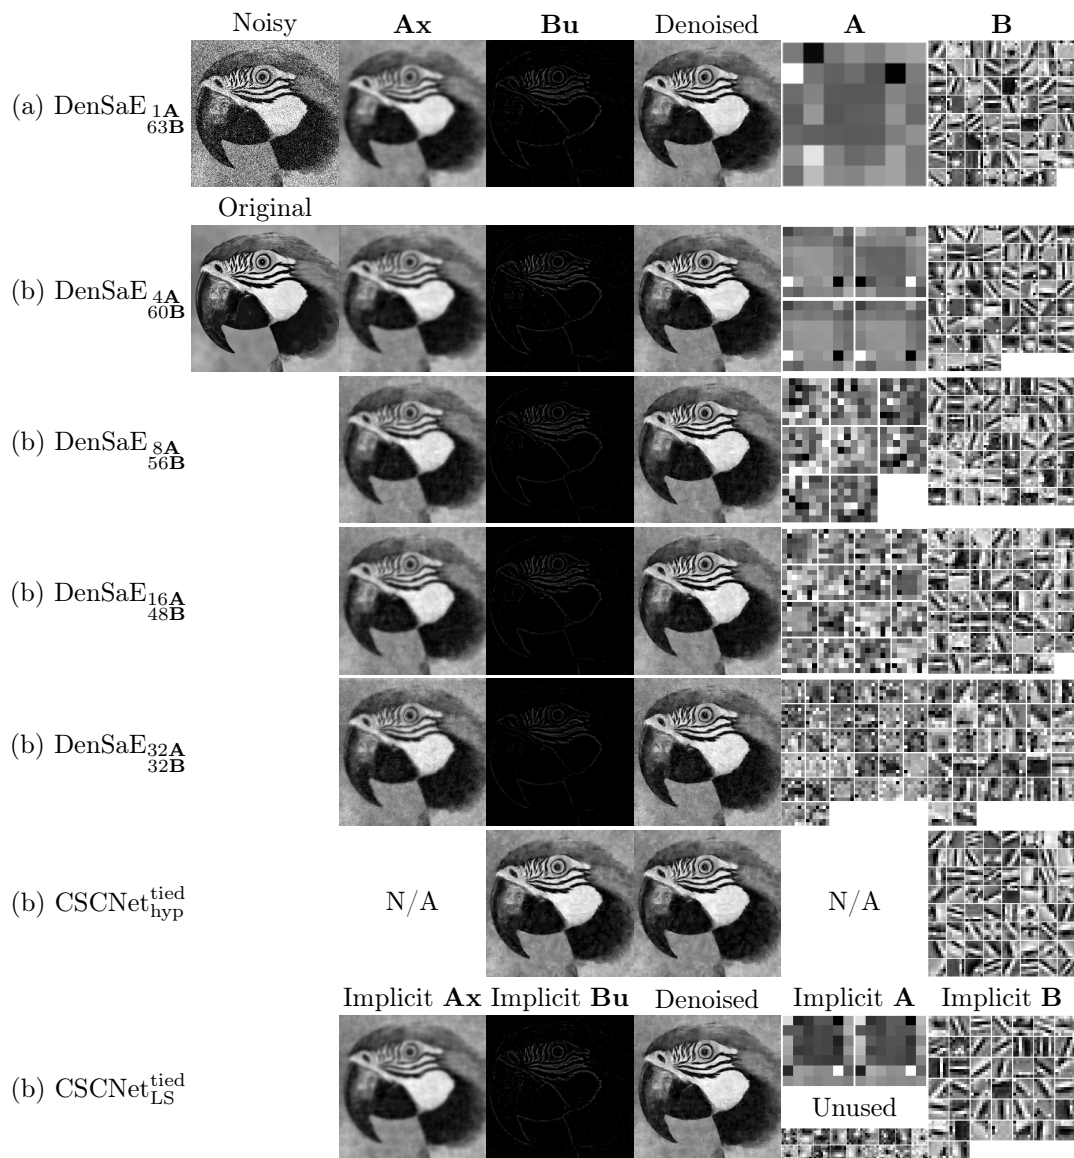 Noisy Ax Bu Denoised A B
(a) DenSaE 1A 63B
Original
(b) DenSaE 4A 60B
(b) DenSaE 8A 56B
(b) DenSaE 16A 48B
(b) DenSaE 32A 32B
(b) CSCNet tied hyp N/A N/A
Implicit Ax Implicit Bu Denoised Implicit A Implicit B
(b) CSCNet tied LS
Unused